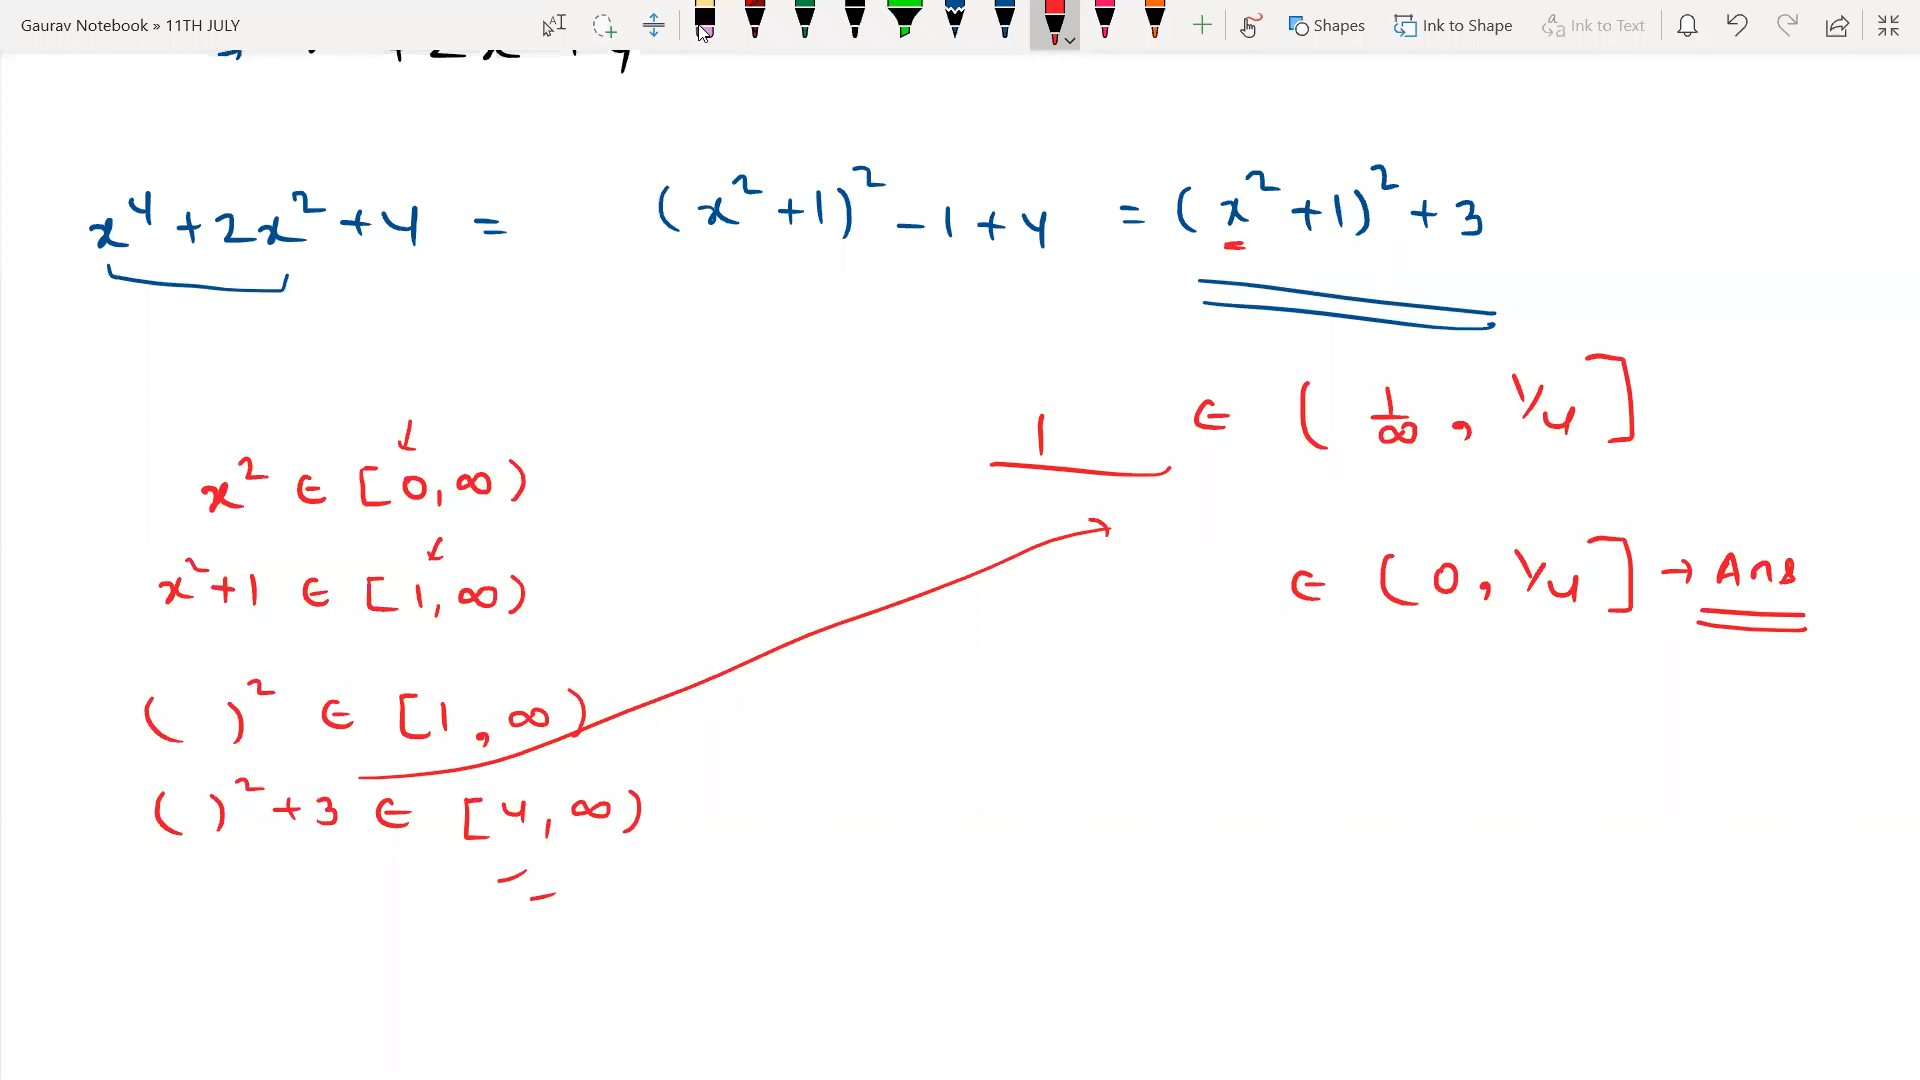 Gaurav Notebook » 11TH JULY
Shapes
Ink to Shape
Ink to Text
+2x +4
x⁴ + 2x² + 4 = (x² + 1)² - 1 + 4 = (x² + 1)² + 3
1 ∈ ( 1/∞ , 1/4 ]
x² ∈ [ 0, ∞ )
x² + 1 ∈ [ 1, ∞ )
∈ ( 0, 1/4 ] → Ans
( )² ∈ [ 1, ∞ )
( )² + 3 ∈ [ 4, ∞ )